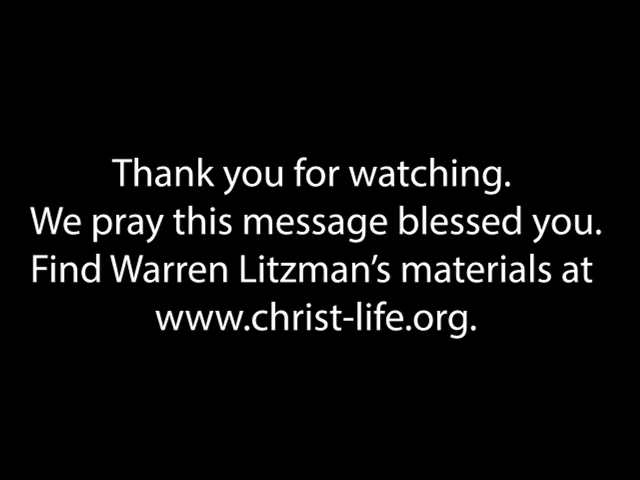 Thank you for watching.
We pray this message blessed you.
Find Warren Litzman’s materials at
www.christ-life.org.